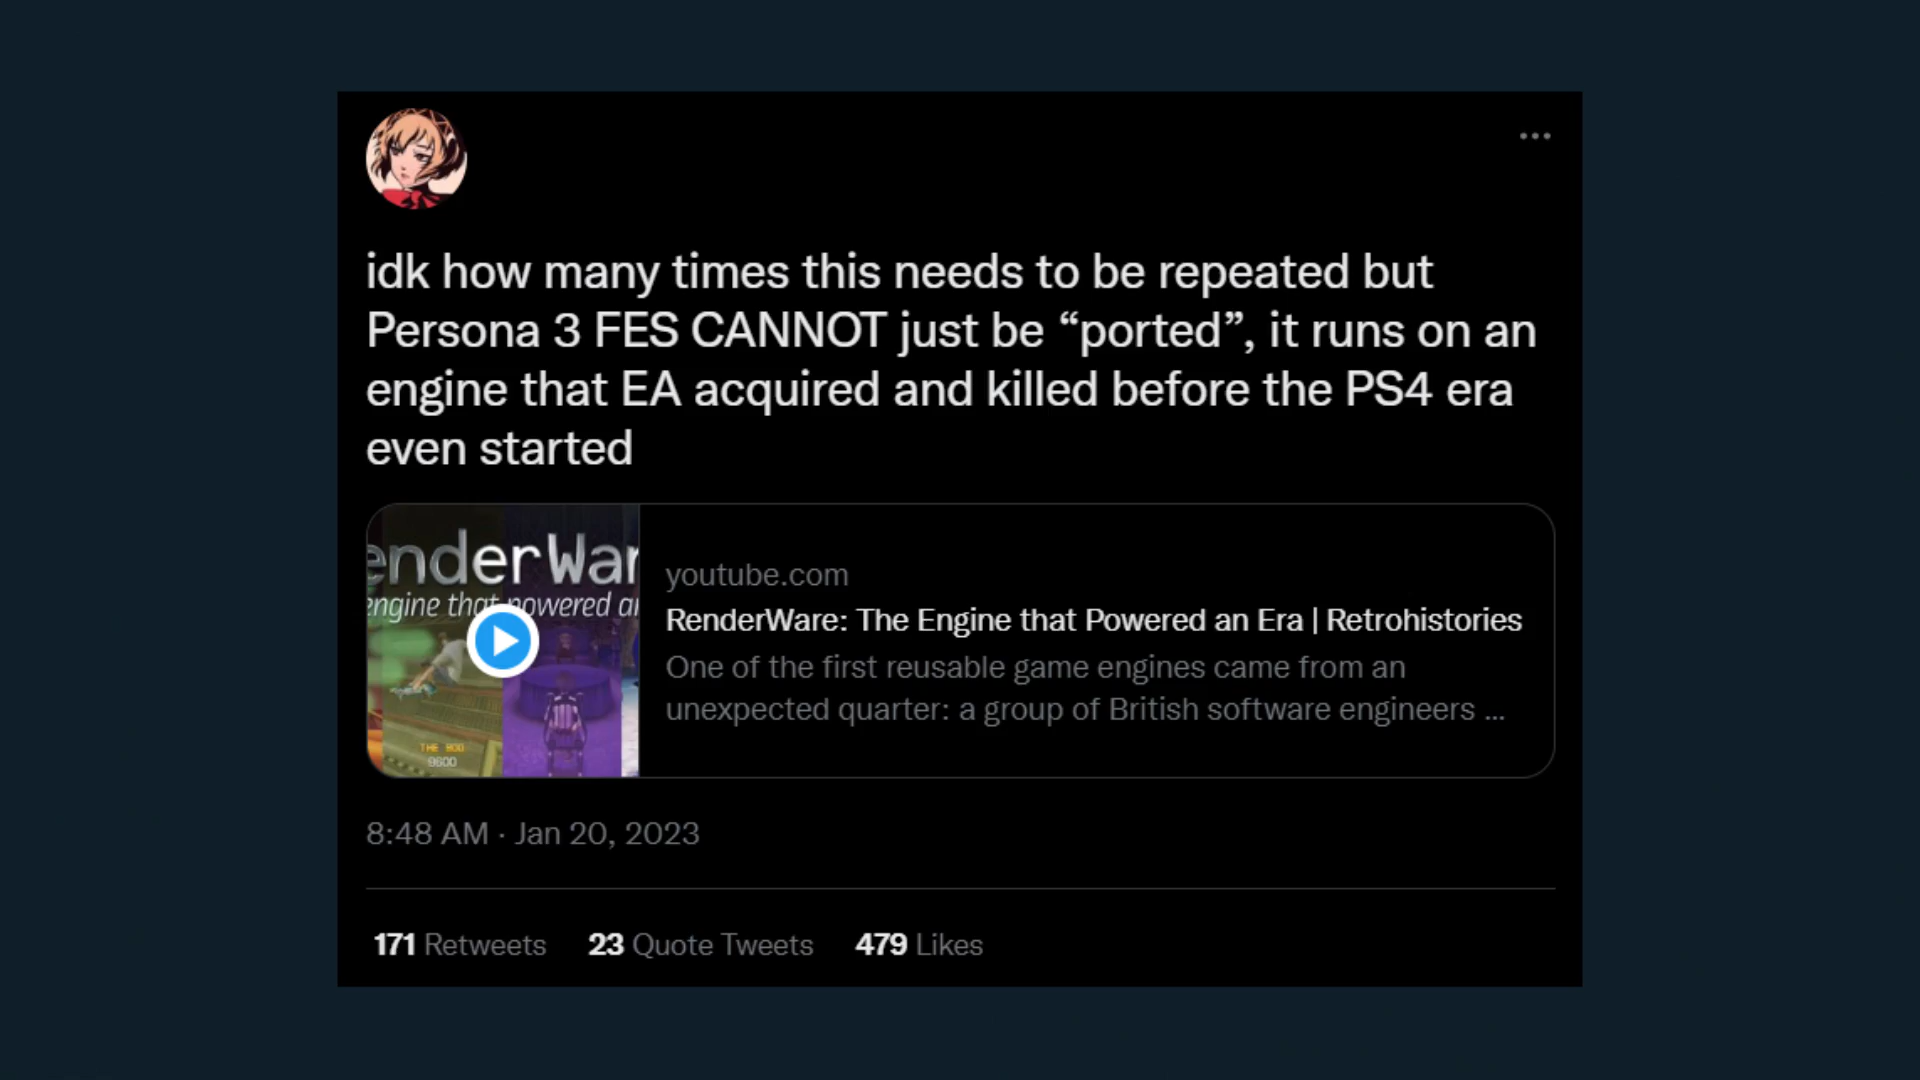 idk how many times this needs to be repeated but
Persona 3 FES CANNOT just be “ported”, it runs on an
engine that EA acquired and killed before the PS4 era
even started
enderWar
engine that powered ar
THE 900
9600
youtube.com
RenderWare: The Engine that Powered an Era | Retrohistories
One of the first reusable game engines came from an
unexpected quarter: a group of British software engineers ...
8:48 AM · Jan 20, 2023
171 Retweets 23 Quote Tweets 479 Likes